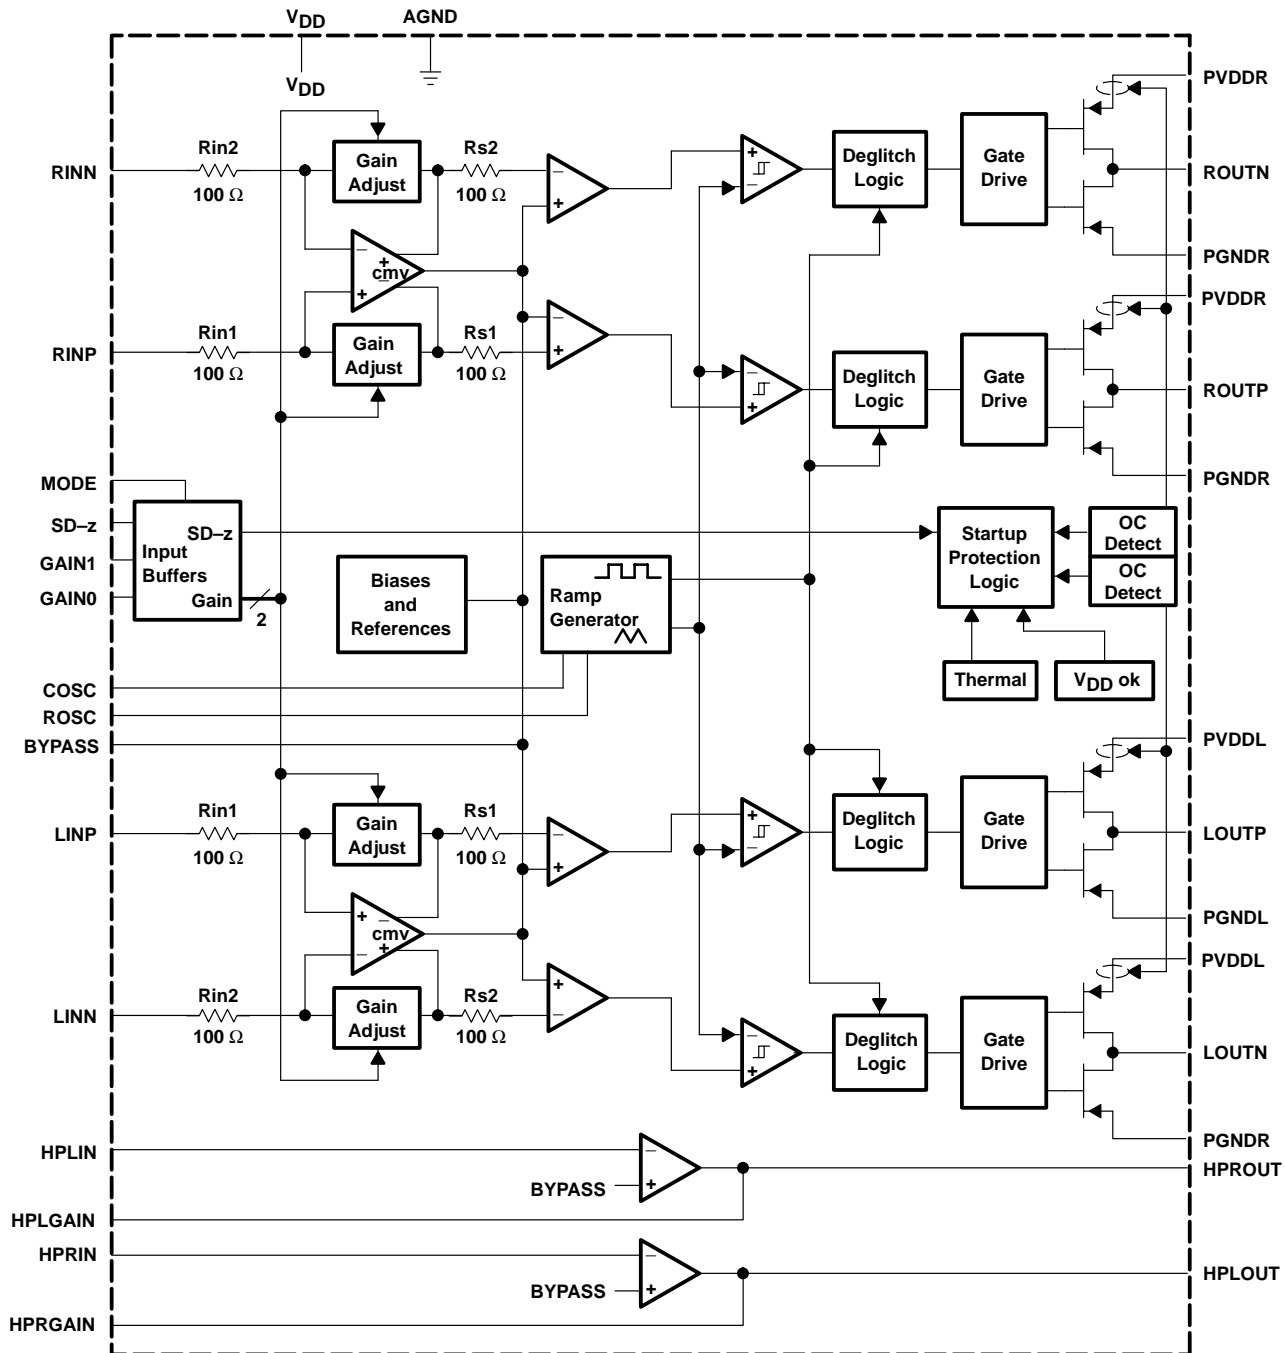 VDD
AGND
VDD
PVDDR
Rin2
Rs2
RINN
Gain
Adjust
100 Ω
100 Ω
−
+
+
−
Deglitch
Logic
Gate
Drive
ROUTN
−
+
cmv
−
+
PGNDR
PVDDR
Rin1
Rs1
RINP
Gain
Adjust
100 Ω
100 Ω
−
+
−
+
Deglitch
Logic
Gate
Drive
ROUTP
PGNDR
MODE
SD–z
GAIN1
GAIN0
SD–z
Input
Buffers
Gain
2
Biases
and
References
Ramp
Generator
Startup
Protection
Logic
OC
Detect
OC
Detect
Thermal
VDD ok
COSC
ROSC
BYPASS
PVDDL
Rin1
Rs1
LINP
Gain
Adjust
100 Ω
100 Ω
−
+
+
−
Deglitch
Logic
Gate
Drive
LOUTP
+
−
cmv
+
−
PGNDL
PVDDL
Rin2
Rs2
LINN
Gain
Adjust
100 Ω
100 Ω
+
−
−
+
Deglitch
Logic
Gate
Drive
LOUTN
PGNDR
HPLIN
−
+
BYPASS
HPROUT
HPLGAIN
HPRIN
−
+
BYPASS
HPLOUT
HPRGAIN